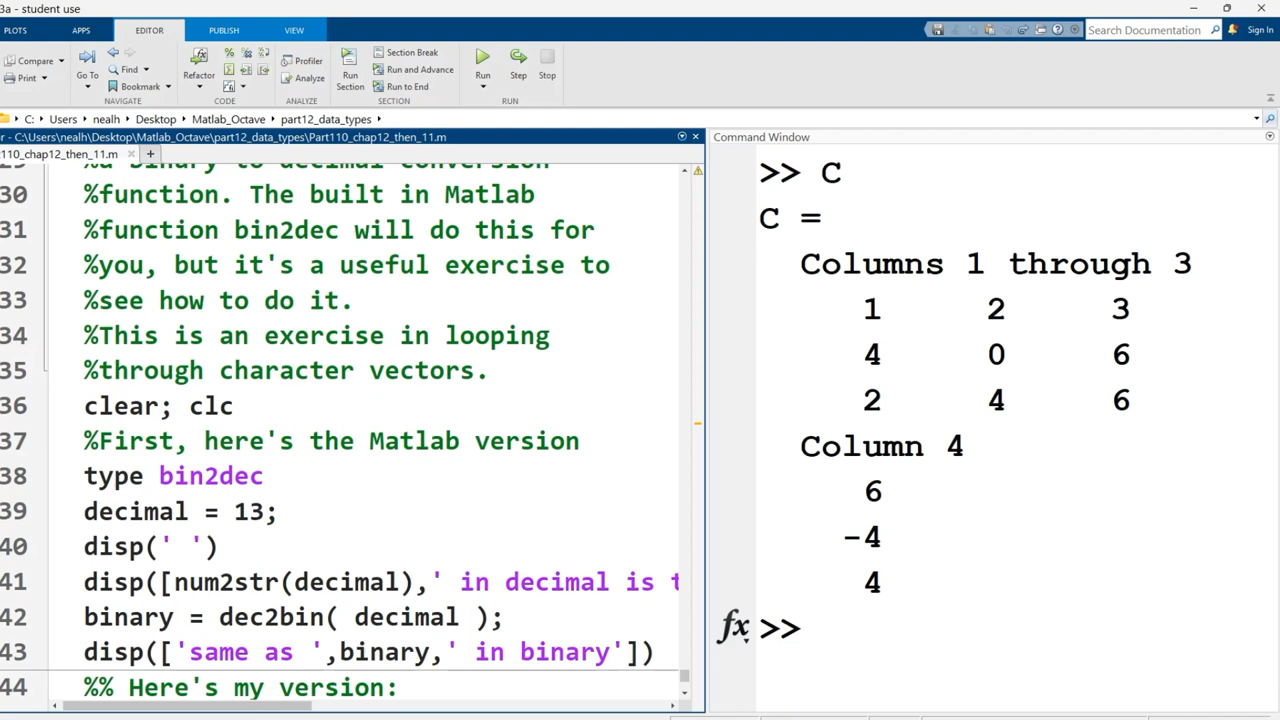 3a - student use
PLOTS APPS EDITOR PUBLISH VIEW Search Documentation Sign In
Compare Print Go To Find Bookmark Refactor Profiler Analyze Run Section Section Break Run and Advance Run to End Run Step Stop
NAVIGATE CODE ANALYZE SECTION RUN
C: Users nealh Desktop Matlab_Octave part12_data_types
r - C:\Users\nealh\Desktop\Matlab_Octave\part12_data_types\Part110_chap12_then_11.m
110_chap12_then_11.m +
29 %a binary to decimal conversion
30 %function. The built in Matlab
31 %function bin2dec will do this for
32 %you, but it's a useful exercise to
33 %see how to do it.
34 %This is an exercise in looping
35 %through character vectors.
36 clear; clc
37 %First, here's the Matlab version
38 type bin2dec
39 decimal = 13;
40 disp(' ')
41 disp([num2str(decimal),' in decimal is t
42 binary = dec2bin( decimal );
43 disp(['same as ',binary,' in binary'])
44 %% Here's my version:
Command Window
>> C
C =
Columns 1 through 3
1 2 3
4 0 6
2 4 6
Column 4
6
-4
4
fx >>